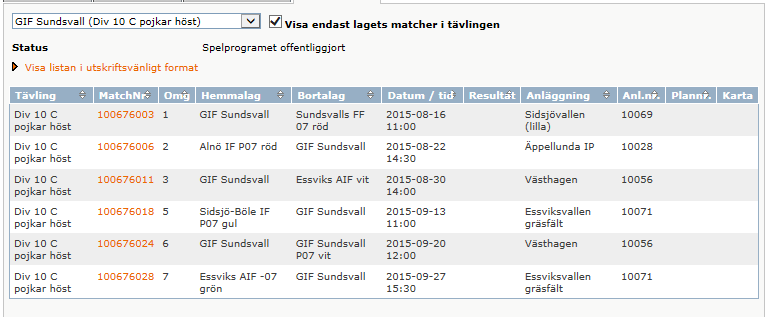 GIF Sundsvall (Div 10 C pojkar höst) Visa endast lagets matcher i tävlingen
Status Spelprogramet offentliggjort
Visa listan i utskriftsvänligt format
Tävling MatchNr Omg Hemmalag Bortalag Datum / tid Resultat Anläggning Anl.nr. Plannr. Karta
Div 10 C 100676003 1 GIF Sundsvall Sundsvalls FF 2015-08-16 Sidsjövallen 10069
pojkar höst 07 röd 11:00 (lilla)
Div 10 C 100676006 2 Alnö IF P07 röd GIF Sundsvall 2015-08-22 Äppellunda IP 10028
pojkar höst 14:30
Div 10 C 100676011 3 GIF Sundsvall Essviks AIF vit 2015-08-30 Västhagen 10056
pojkar höst 14:00
Div 10 C 100676018 5 Sidsjö-Böle IF GIF Sundsvall 2015-09-13 Essviksvallen 10071
pojkar höst P07 gul 11:00 gräsfält
Div 10 C 100676024 6 GIF Sundsvall GIF Sundsvall 2015-09-20 Västhagen 10056
pojkar höst P07 vit 12:00
Div 10 C 100676028 7 Essviks AIF -07 GIF Sundsvall 2015-09-27 Essviksvallen 10071
pojkar höst grön 15:30 gräsfält